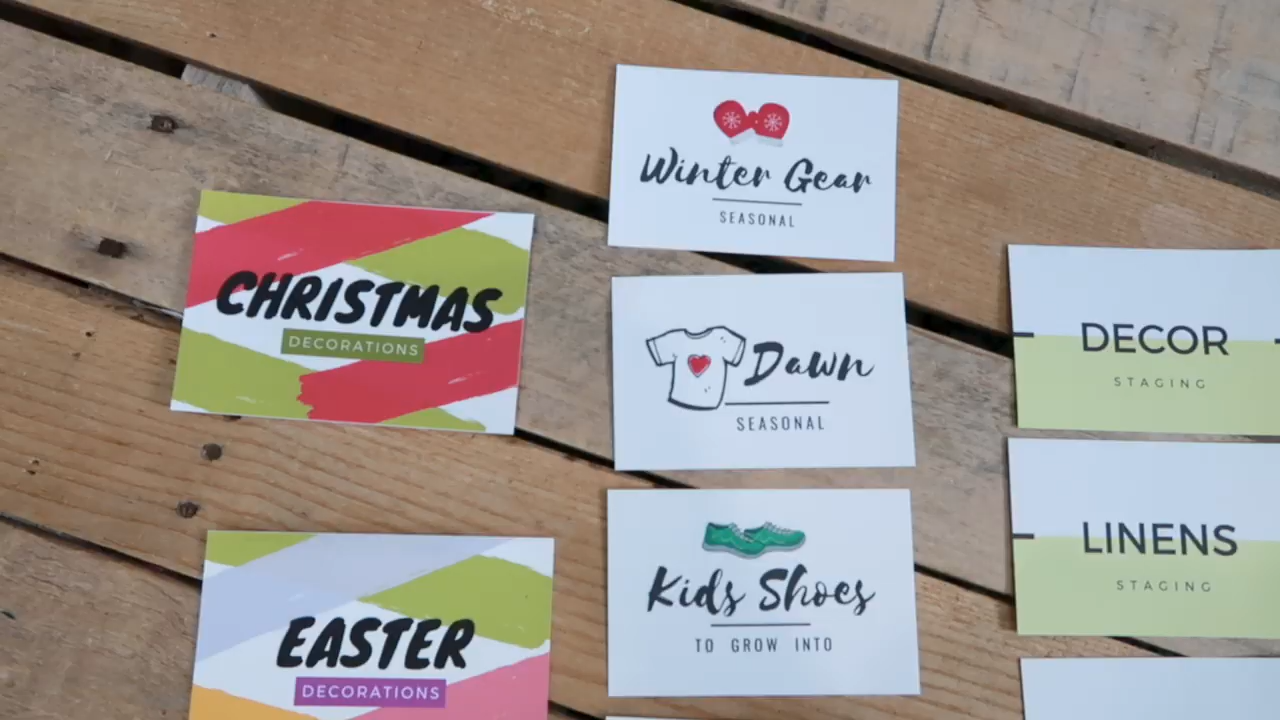 CHRISTMAS
DECORATIONS
EASTER
DECORATIONS
Winter Gear
SEASONAL
Dawn
SEASONAL
Kids Shoes
TO GROW INTO
DECOR
STAGING
LINENS
STAGING